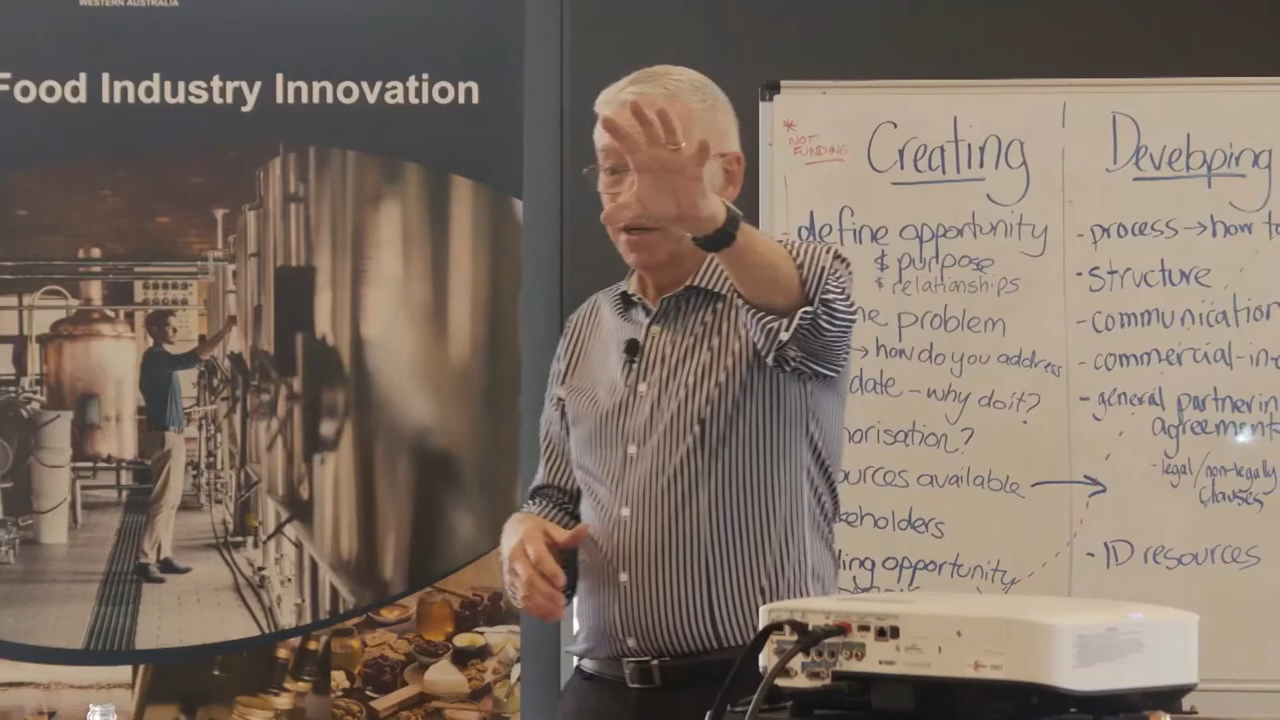 WESTERN AUSTRALIA
Food Industry Innovation
* NOT
FUNDING
Creating
- define opportunity
$ purpose
$ relationships
ne problem
→ how do you address
date - why do it?
norisation?
ources available
keholders
ling opportunity
Developing
- process → how to
- structure
- communication
- commercial-in
- general partnerin
agreement
- legal/non-legally
clauses
- ID resources